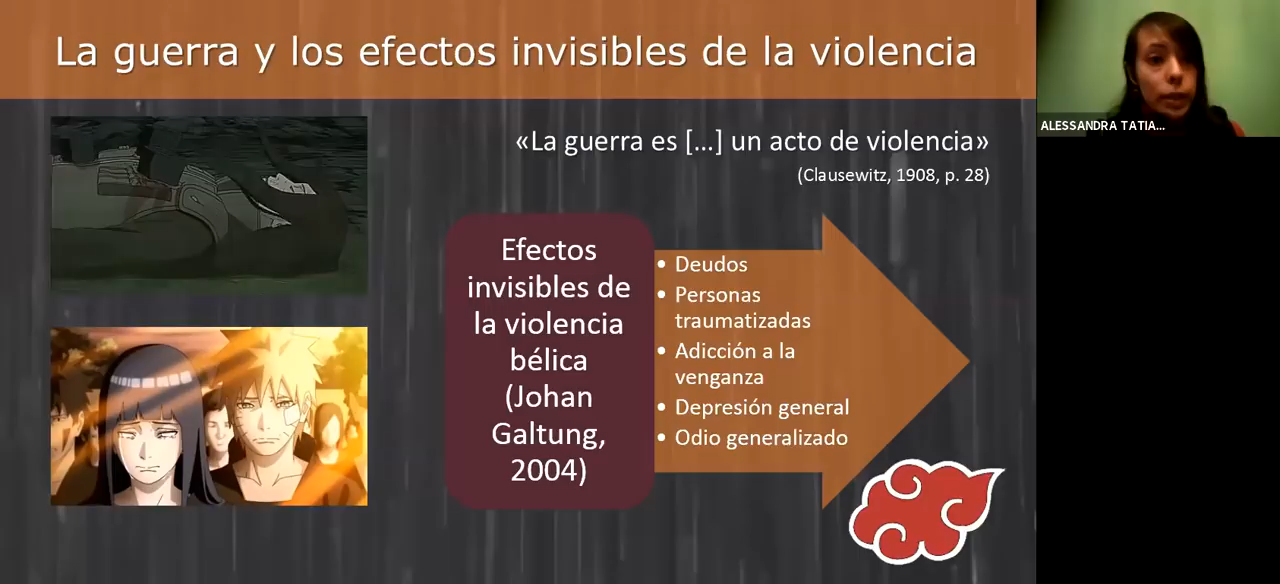 La guerra y los efectos invisibles de la violencia
«La guerra es [...] un acto de violencia»
(Clausewitz, 1908, p. 28)
Efectos
invisibles de
la violencia
bélica
(Johan
Galtung,
2004)
• Deudos
• Personas
traumatizadas
• Adicción a la
venganza
• Depresión general
• Odio generalizado
ALESSANDRA TATIA...